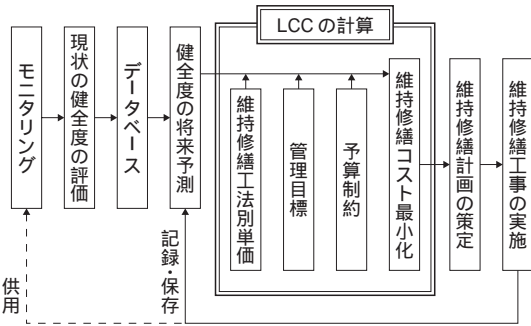 LCCの計算
モニタリング
現状の健全度の評価
データベース
健全度の将来予測
維持修繕工法別単価
管理目標
予算制約
維持修繕コスト最小化
維持修繕計画の策定
維持修繕工事の実施
記録・保存
供用